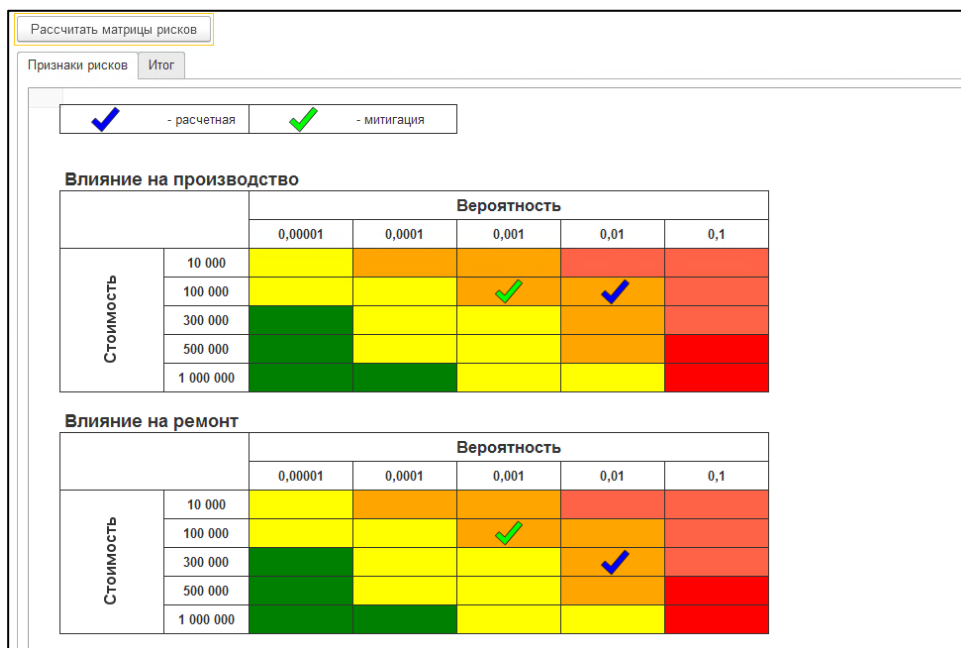 Рассчитать матрицы рисков
Признаки рисков Итог
- расчетная - митигация
Влияние на производство
Вероятность
0,00001 0,0001 0,001 0,01 0,1
Стоимость
10 000
100 000
300 000
500 000
1 000 000
Влияние на ремонт
Вероятность
0,00001 0,0001 0,001 0,01 0,1
Стоимость
10 000
100 000
300 000
500 000
1 000 000